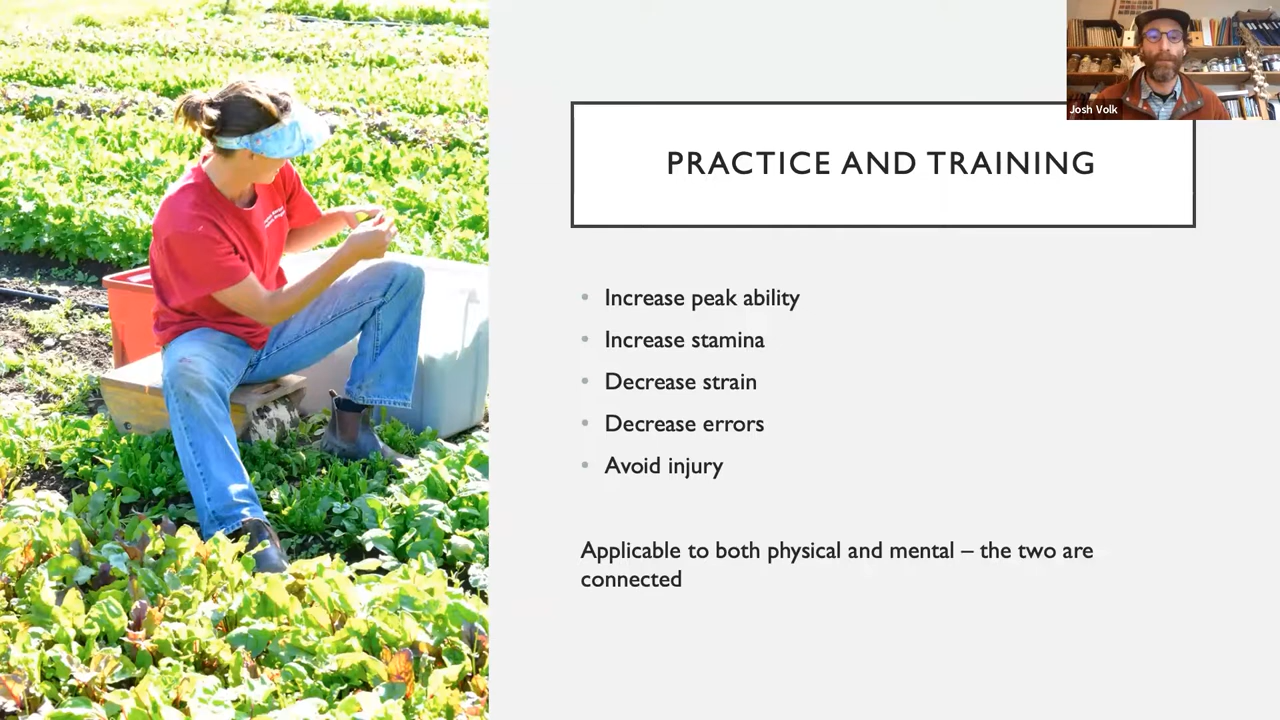 Josh Volk
PRACTICE AND TRAINING
• Increase peak ability
• Increase stamina
• Decrease strain
• Decrease errors
• Avoid injury
Applicable to both physical and mental – the two are
connected